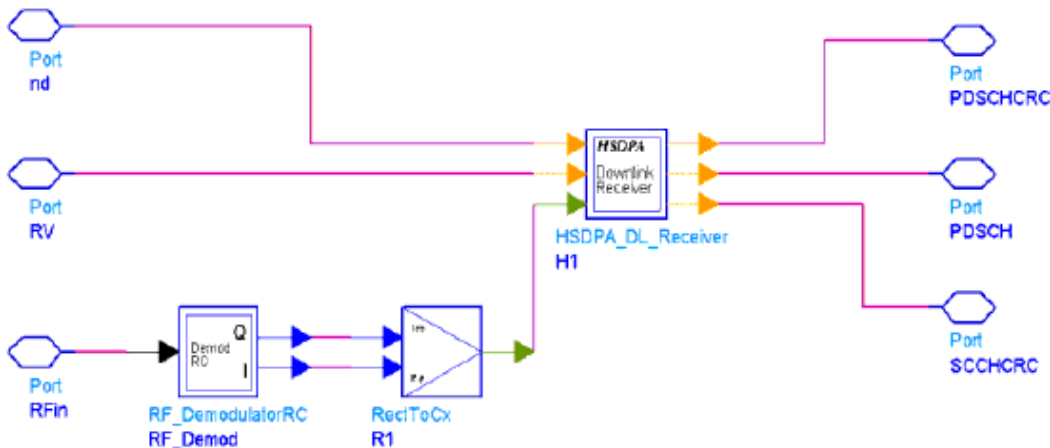 Port
nd
Port
PDSCHCRC
HSDPA
Downlink
Receiver
Port
RV
Port
PDSCH
HSDPA_DL_Receiver
H1
Q
Demod
RC
I
Im
Port
RFin
Port
SCCHCRC
RF_DemodulatorRC
RF_Demod
RectToCx
R1